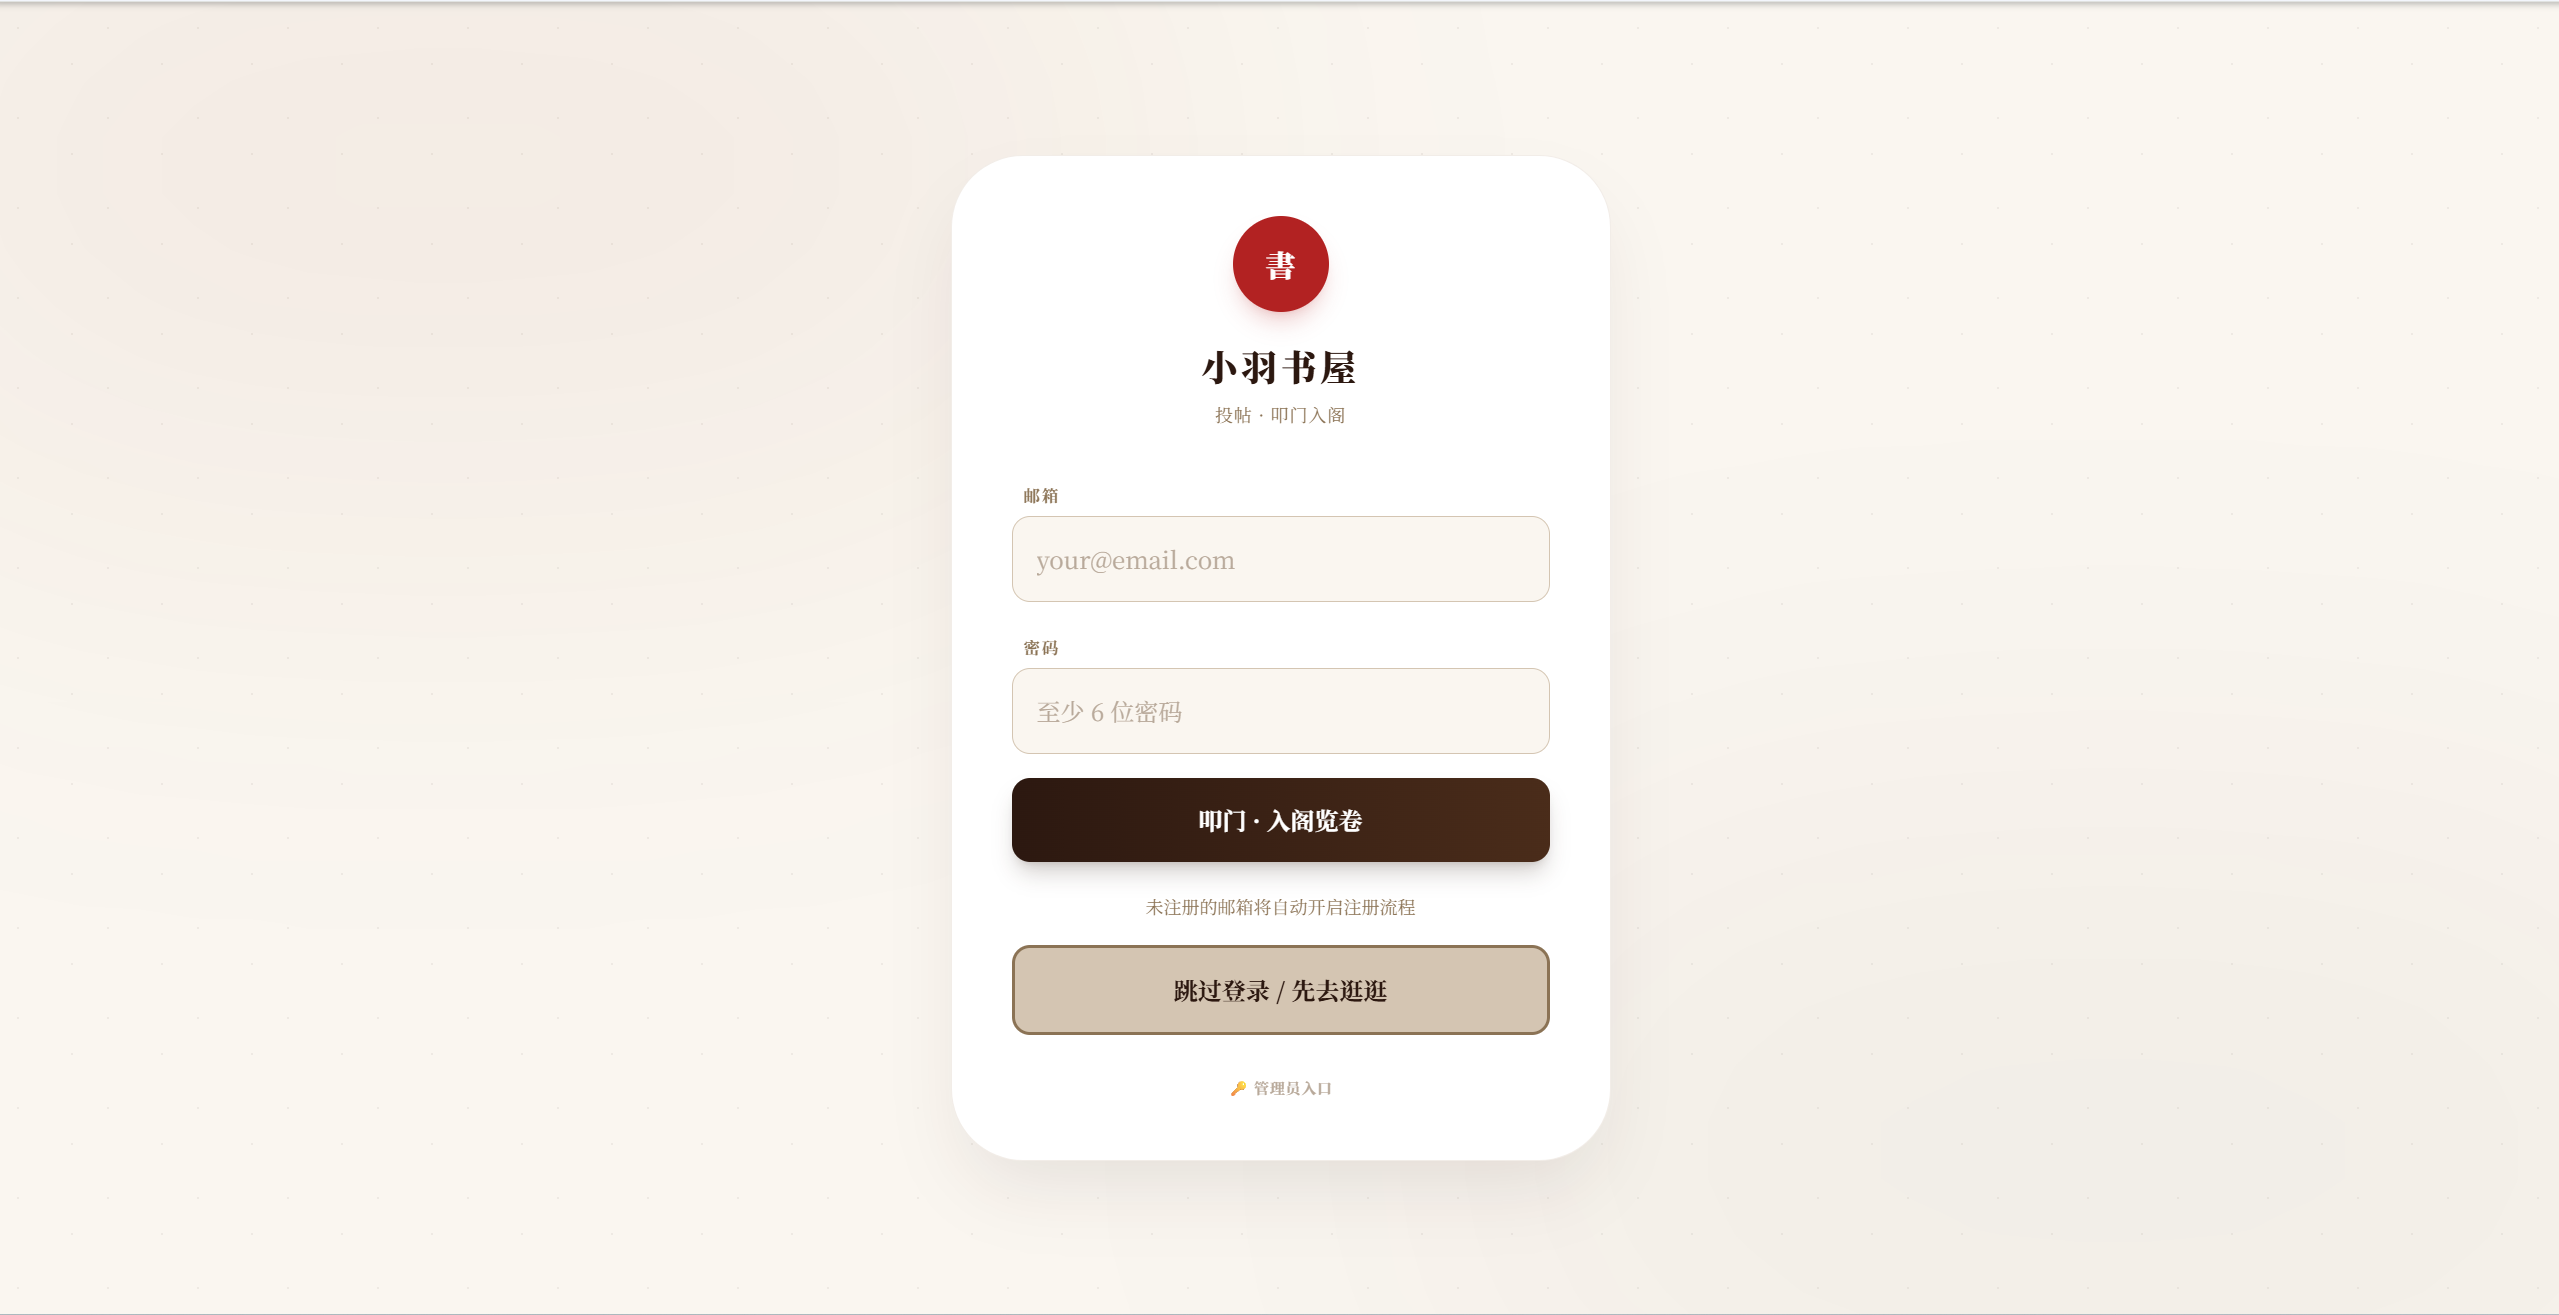 書
小羽书屋
投帖 · 叩门入阁
邮箱
your@email.com
密码
至少 6 位密码
叩门 · 入阁览卷
未注册的邮箱将自动开启注册流程
跳过登录 / 先去逛逛
🔑 管理员入口